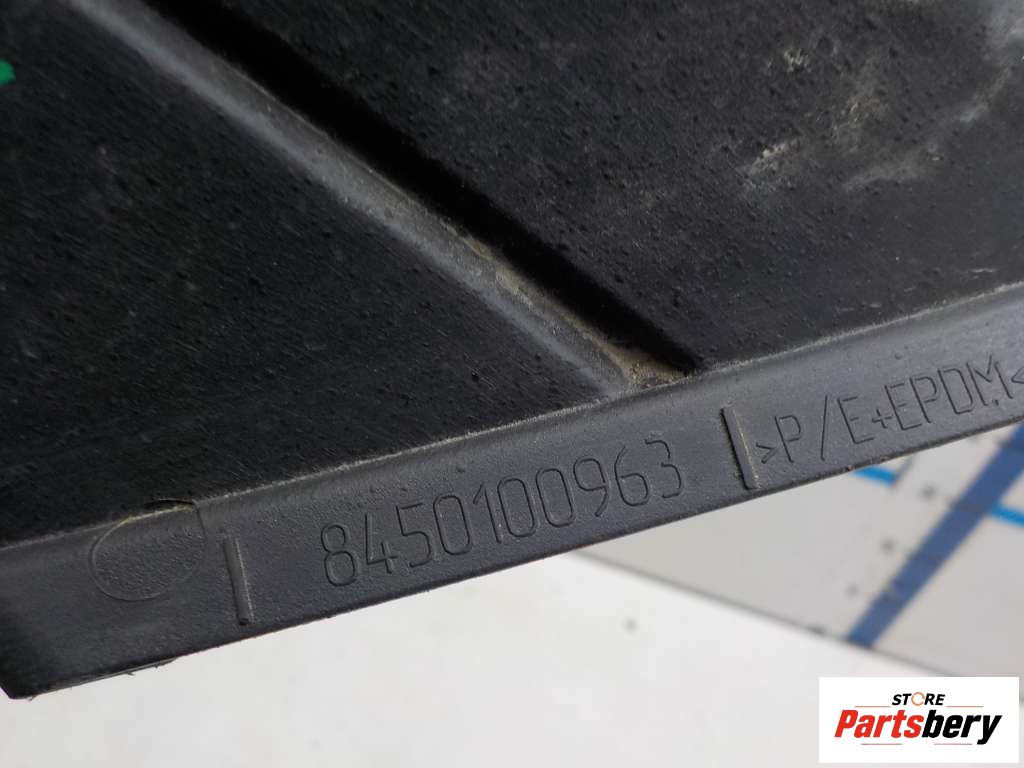 8450100963
>P/E+EPDM<
STORE
Partsbery